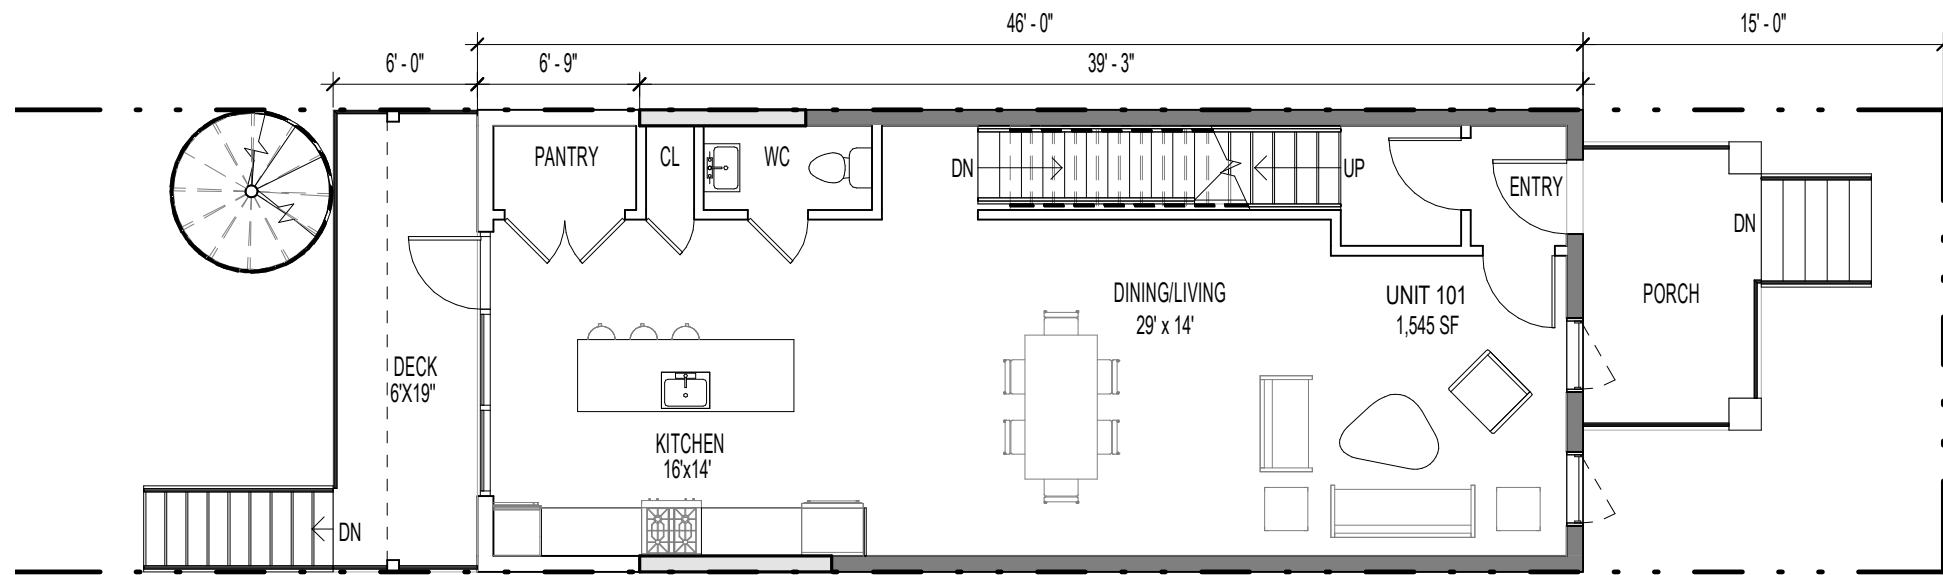 46' - 0"
15' - 0"
6' - 0"
6' - 9"
39' - 3"
PANTRY
CL
WC
DN
UP
ENTRY
DN
DINING/LIVING
29' x 14'
UNIT 101
1,545 SF
PORCH
DECK
6'X19"
KITCHEN
16'x14'
DN